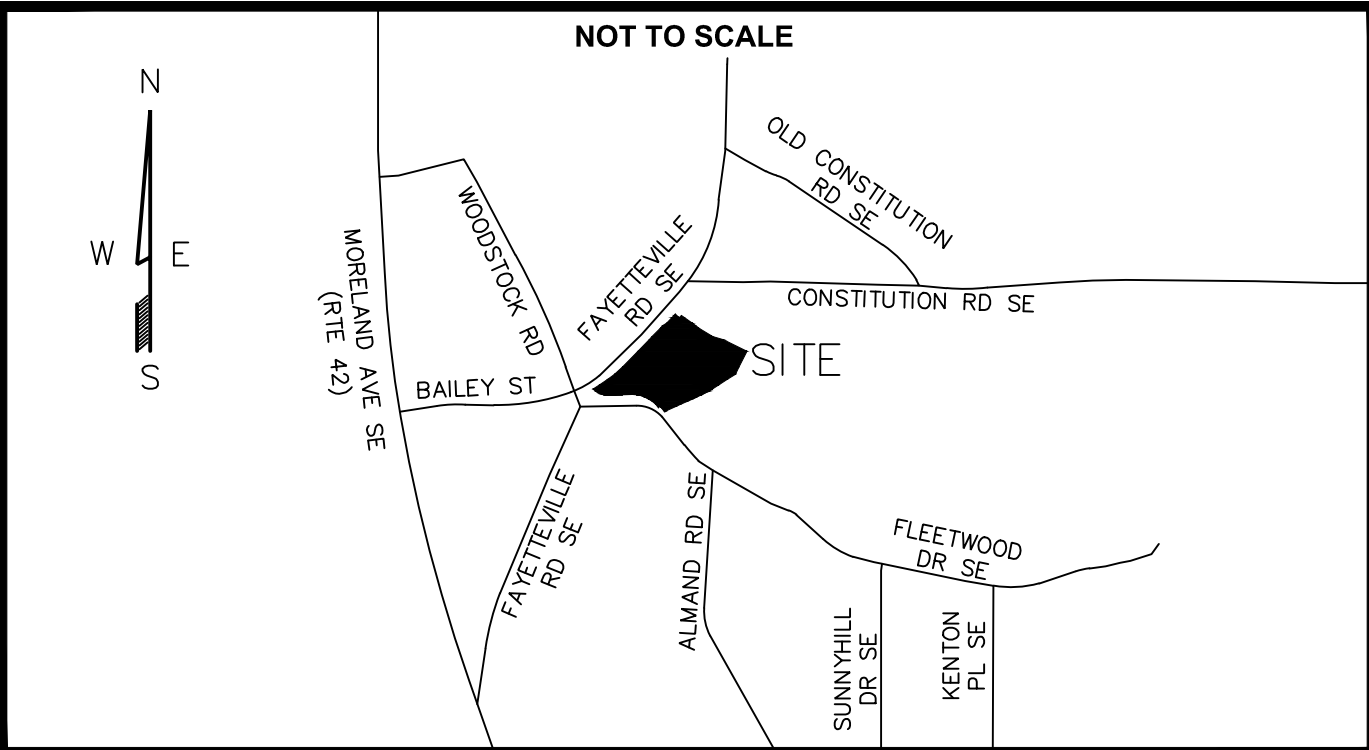 NOT TO SCALE
N
W E
S
OLD CONSTITUTION
RD SE
WOODSTOCK RD
FAYETTEVILLE
RD SE
MORELAND AVE SE
(RTE 42)
CONSTITUTION RD SE
SITE
BAILEY ST
FAYETTEVILLE
RD SE
ALMAND RD SE
FLEETWOOD
DR SE
SUNNYHILL
DR SE
KENTON
PL SE